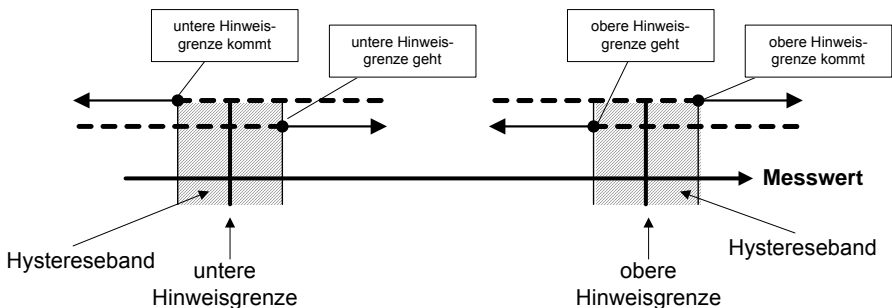 untere Hinweis-
grenze kommt
untere Hinweis-
grenze geht
obere Hinweis-
grenze geht
obere Hinweis-
grenze kommt
Messwert
Hystereseband
untere
Hinweisgrenze
obere
Hinweisgrenze
Hystereseband